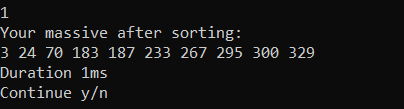 1
Your massive after sorting:
3 24 70 183 187 233 267 295 300 329
Duration 1ms
Continue y/n